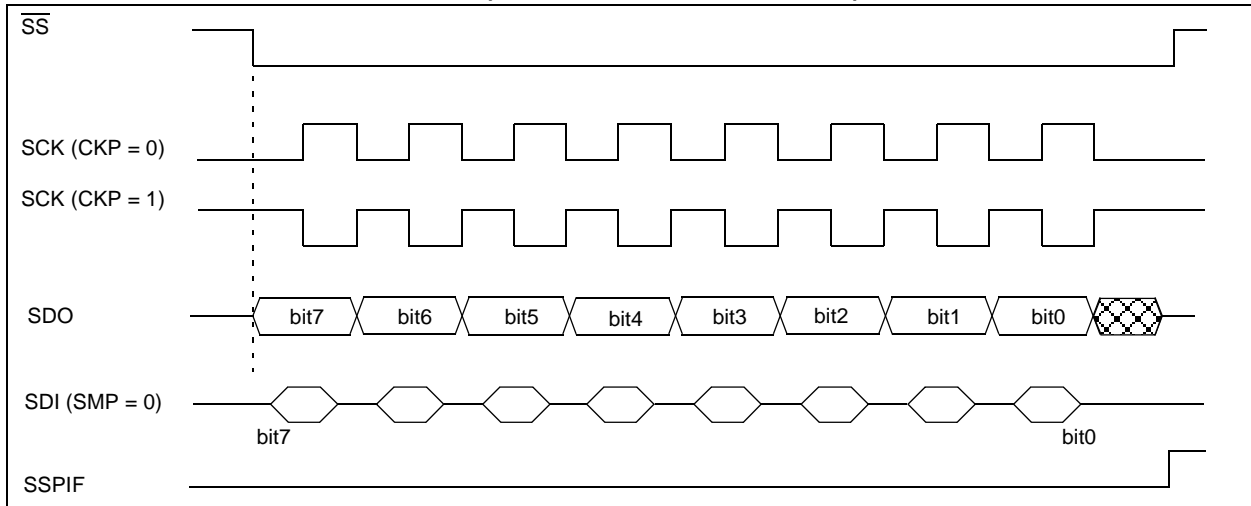 SS
SCK (CKP = 0)
SCK (CKP = 1)
SDO
bit7 bit6 bit5 bit4 bit3 bit2 bit1 bit0
SDI (SMP = 0)
bit7 bit0
SSPIF